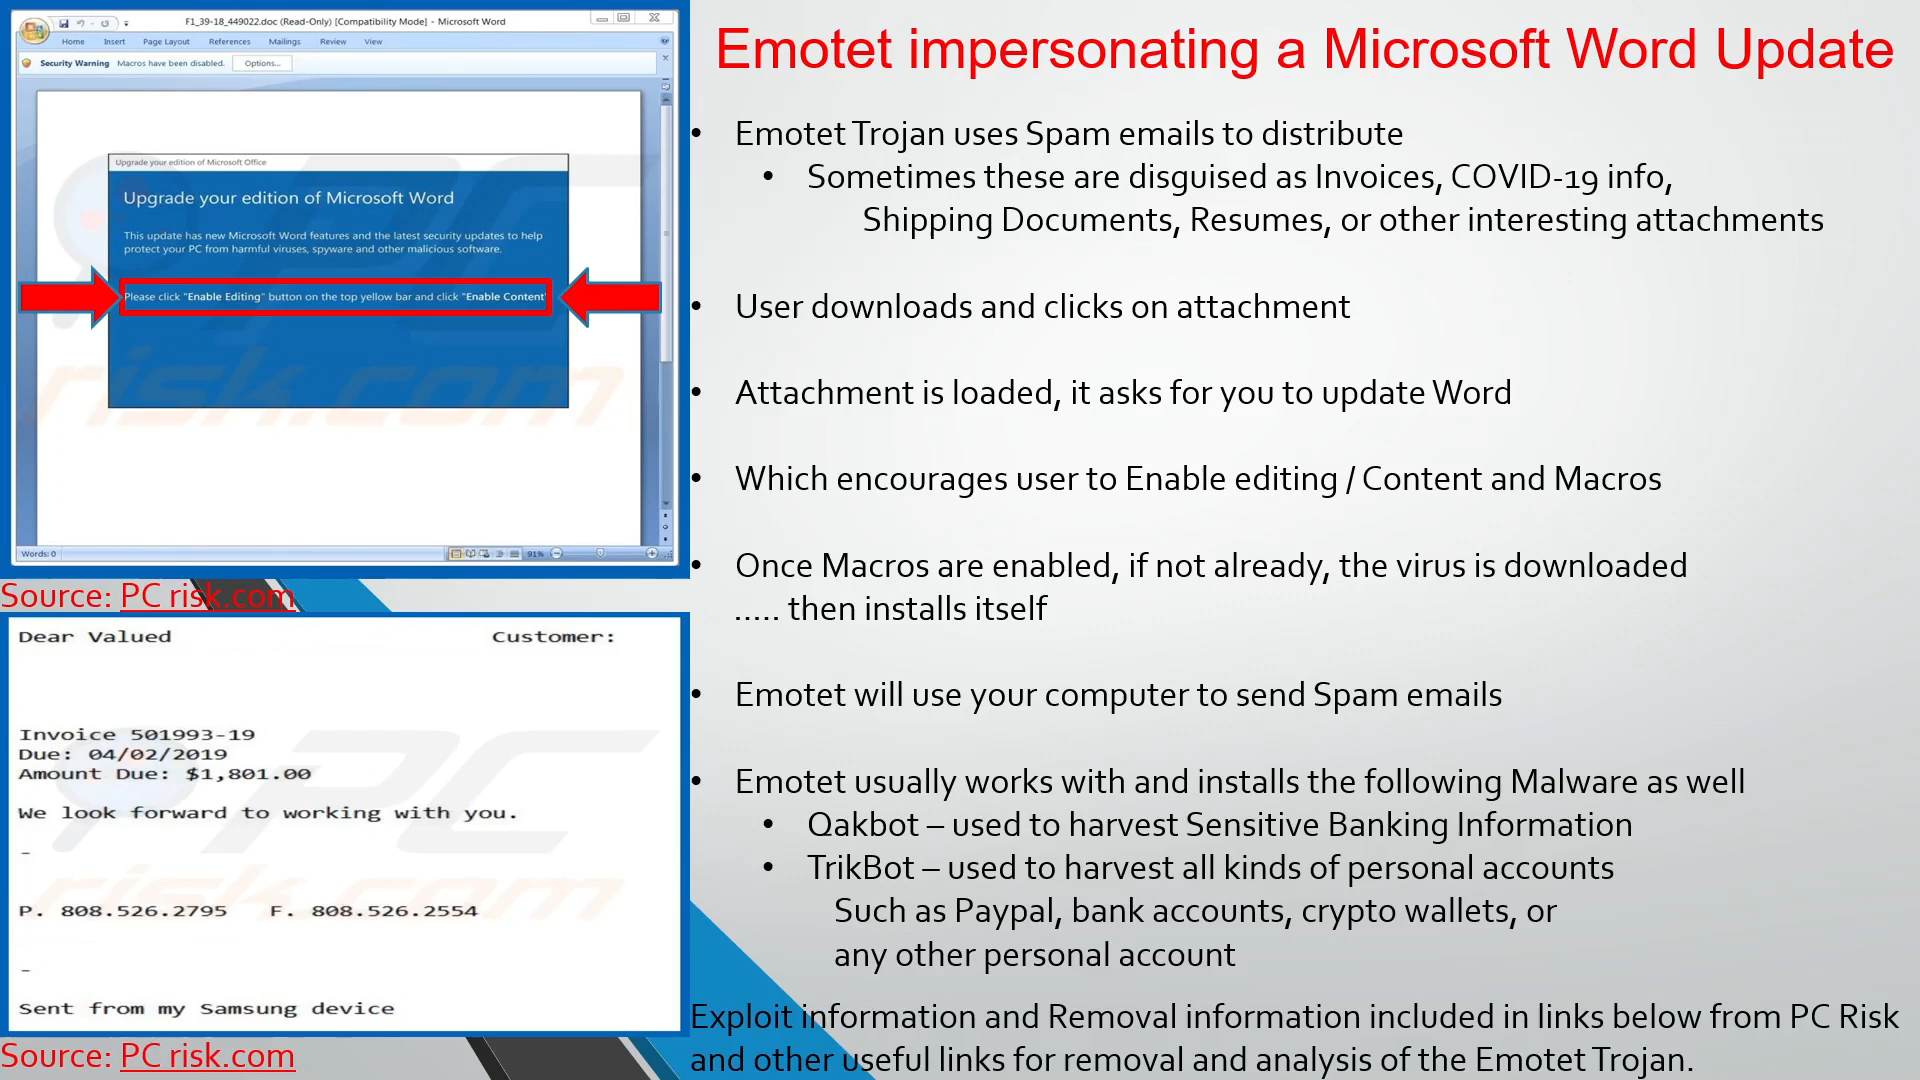 F1_39-18_449022.doc (Read-Only) [Compatibility Mode] - Microsoft Word
Home Insert Page Layout References Mailings Review View
Security Warning Macros have been disabled. Options...
Upgrade your edition of Microsoft Office
Upgrade your edition of Microsoft Word
This update has new Microsoft Word features and the latest security updates to help
protect your PC from harmful viruses, spyware and other malicious software.
Please click "Enable Editing" button on the top yellow bar and click "Enable Content"
PC
risk.com
Words: 0 91%
Source: PC risk.com
Dear Valued Customer:
Invoice 501993-19
Due: 04/02/2019
Amount Due: $1,801.00
We look forward to working with you.
-
P. 808.526.2795 F. 808.526.2554
-
Sent from my Samsung device
PC
risk.com
Source: PC risk.com
Emotet impersonating a Microsoft Word Update
• Emotet Trojan uses Spam emails to distribute
• Sometimes these are disguised as Invoices, COVID-19 info,
Shipping Documents, Resumes, or other interesting attachments
• User downloads and clicks on attachment
• Attachment is loaded, it asks for you to update Word
• Which encourages user to Enable editing / Content and Macros
• Once Macros are enabled, if not already, the virus is downloaded
..... then installs itself
• Emotet will use your computer to send Spam emails
• Emotet usually works with and installs the following Malware as well
• Qakbot – used to harvest Sensitive Banking Information
• TrikBot – used to harvest all kinds of personal accounts
Such as Paypal, bank accounts, crypto wallets, or
any other personal account
Exploit information and Removal information included in links below from PC Risk
and other useful links for removal and analysis of the Emotet Trojan.